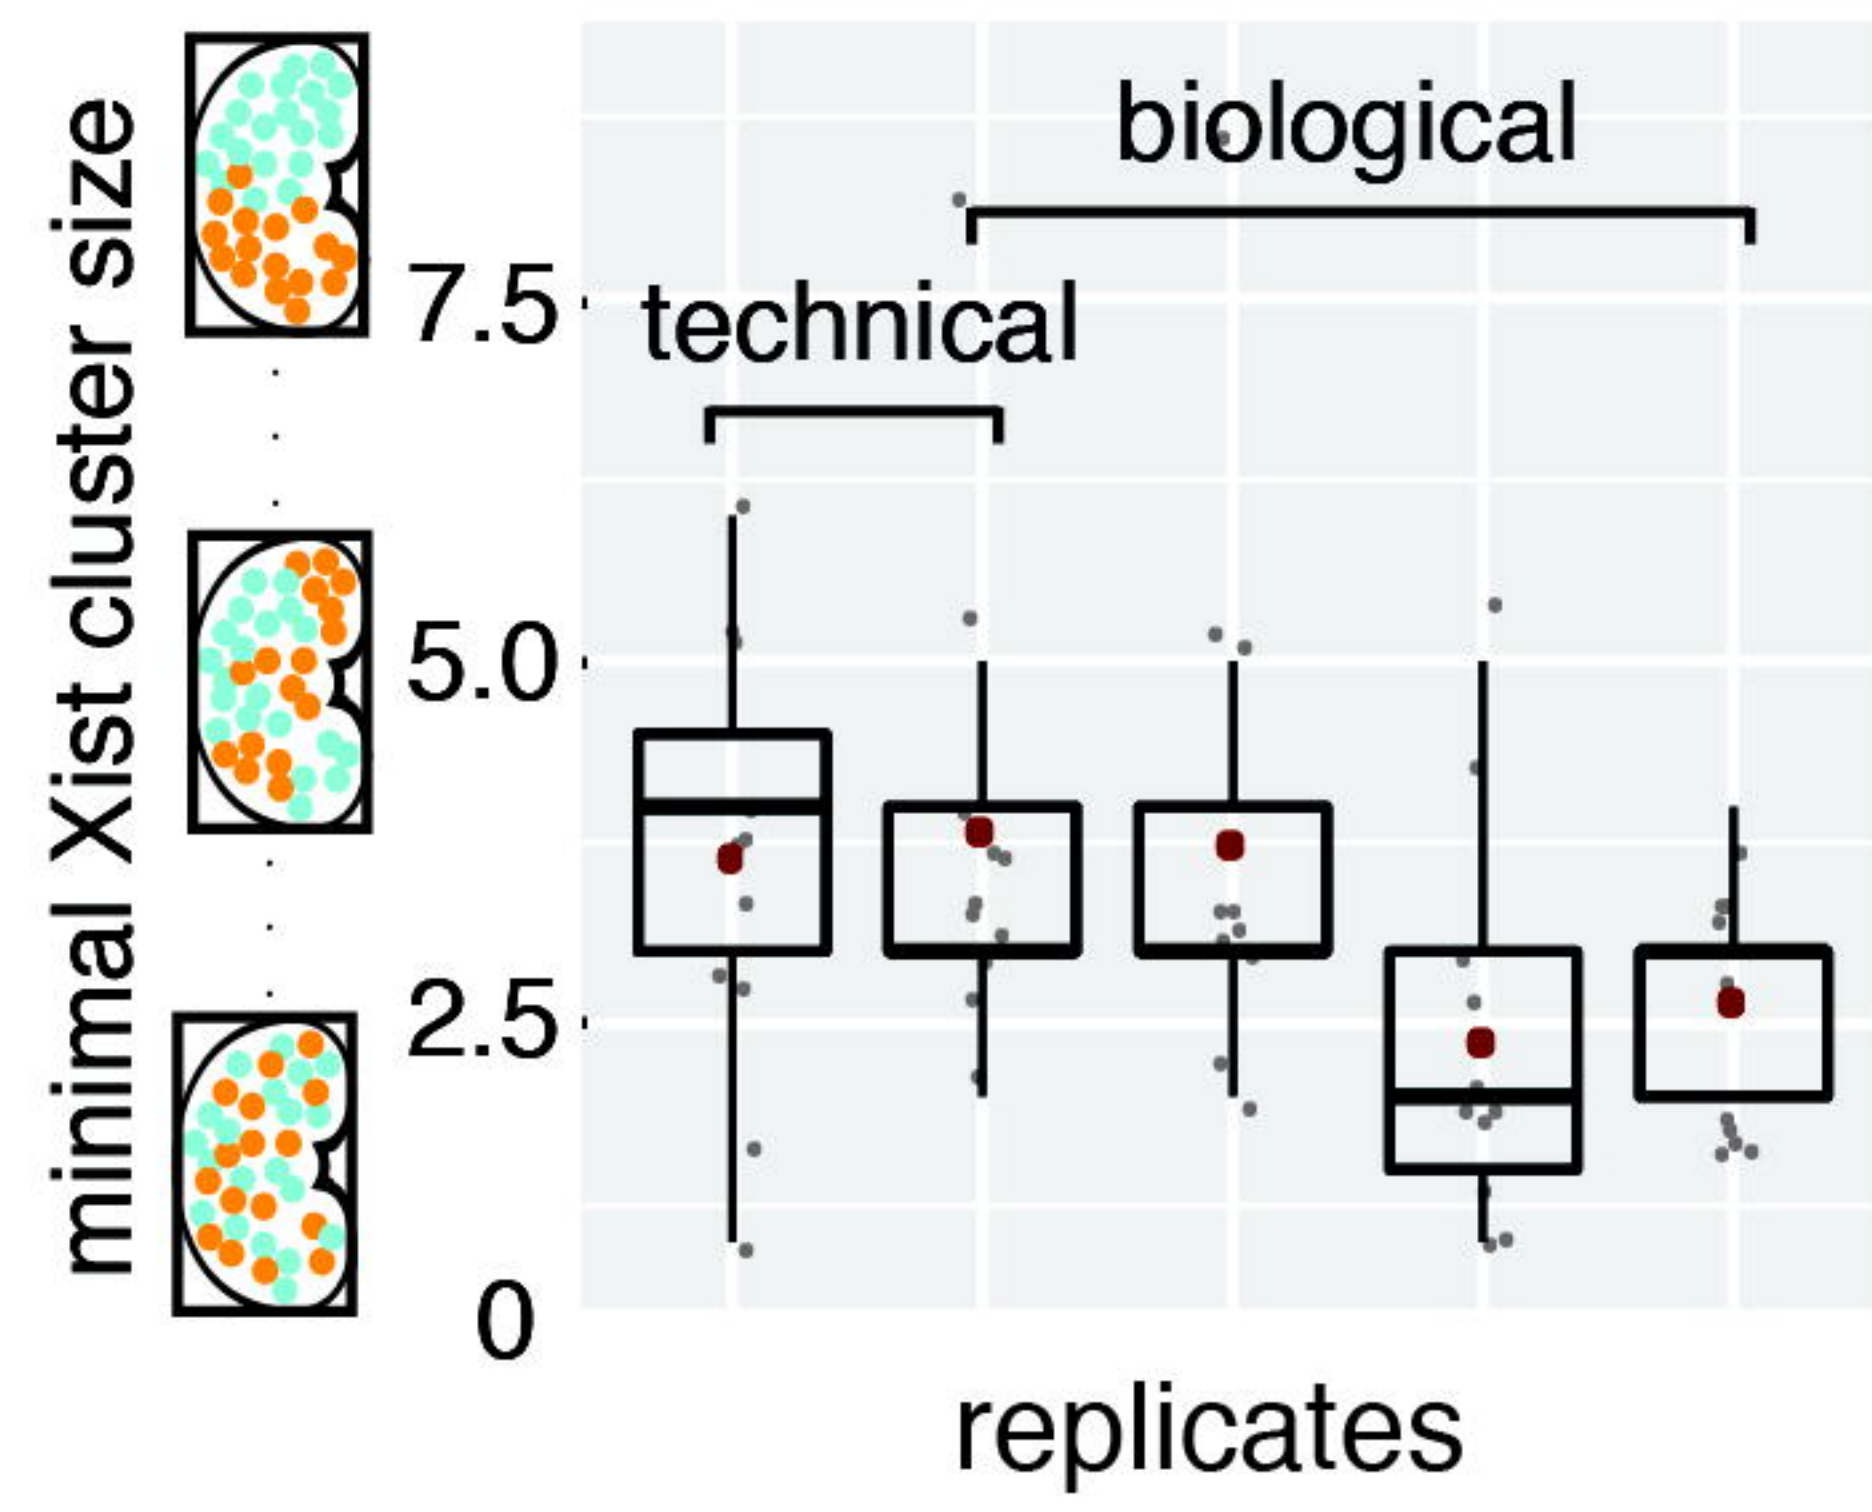 minimal Xist cluster size
biological
7.5
technical
5.0
2.5
0
replicates